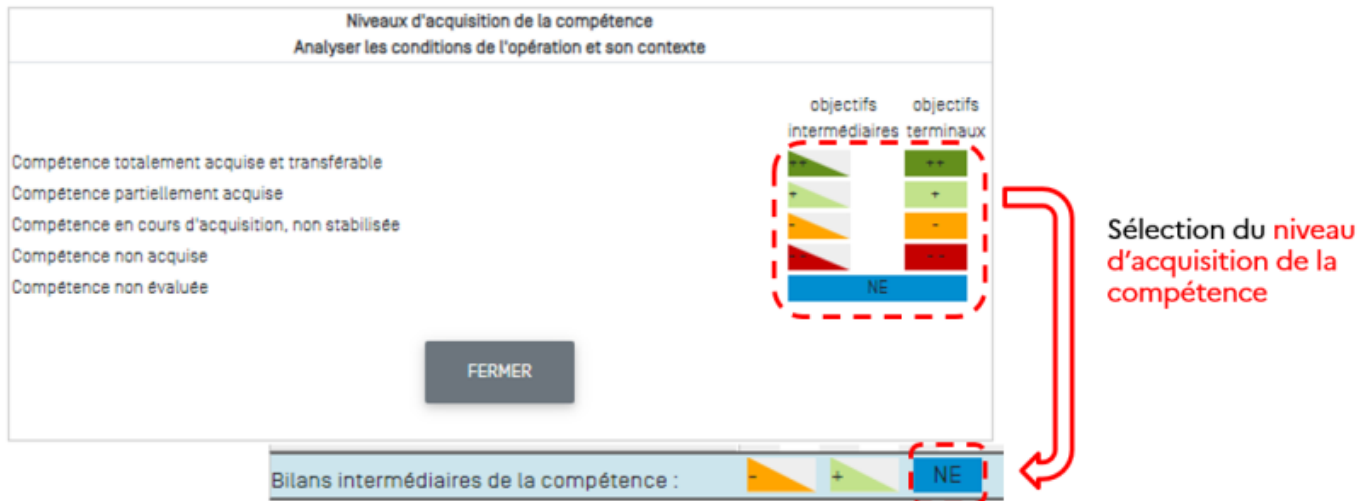 Niveaux d'acquisition de la compétence
Analyser les conditions de l'opération et son contexte
objectifs objectifs
intermédiaires terminaux
Compétence totalement acquise et transférable ++ ++
Compétence partiellement acquise + +
Compétence en cours d'acquisition, non stabilisée - -
Compétence non acquise -- --
Compétence non évaluée NE
FERMER
Sélection du niveau
d'acquisition de la
compétence
Bilans intermédiaires de la compétence : - + NE